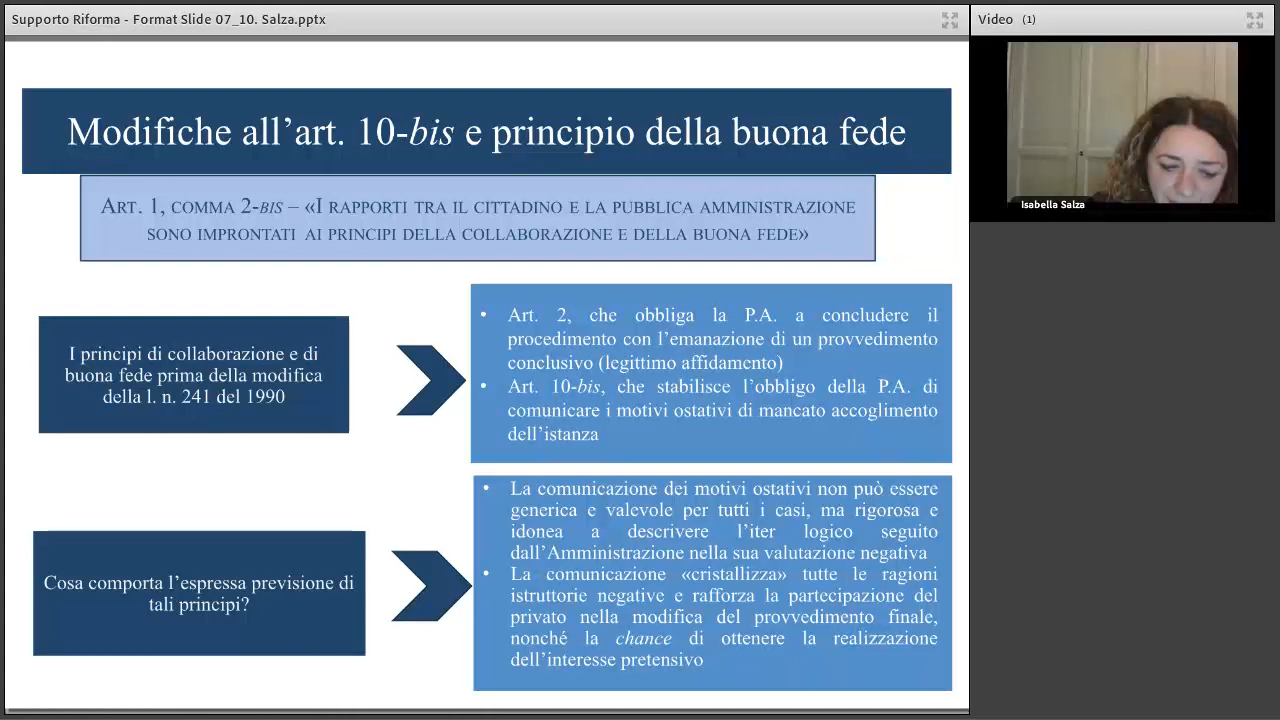 Supporto Riforma - Format Slide 07_10. Salza.pptx
Video (1)
Isabella Salza
Modifiche all’art. 10-bis e principio della buona fede
Art. 1, comma 2-bis – «I rapporti tra il cittadino e la pubblica amministrazione
sono improntati ai principi della collaborazione e della buona fede»
I principi di collaborazione e di
buona fede prima della modifica
della l. n. 241 del 1990
• Art. 2, che obbliga la P.A. a concludere il
procedimento con l’emanazione di un provvedimento
conclusivo (legittimo affidamento)
• Art. 10-bis, che stabilisce l’obbligo della P.A. di
comunicare i motivi ostativi di mancato accoglimento
dell’istanza
Cosa comporta l’espressa previsione di
tali principi?
• La comunicazione dei motivi ostativi non può essere
generica e valevole per tutti i casi, ma rigorosa e
idonea a descrivere l’iter logico seguito
dall’Amministrazione nella sua valutazione negativa
• La comunicazione «cristallizza» tutte le ragioni
istruttorie negative e rafforza la partecipazione del
privato nella modifica del provvedimento finale,
nonché la chance di ottenere la realizzazione
dell’interesse pretensivo